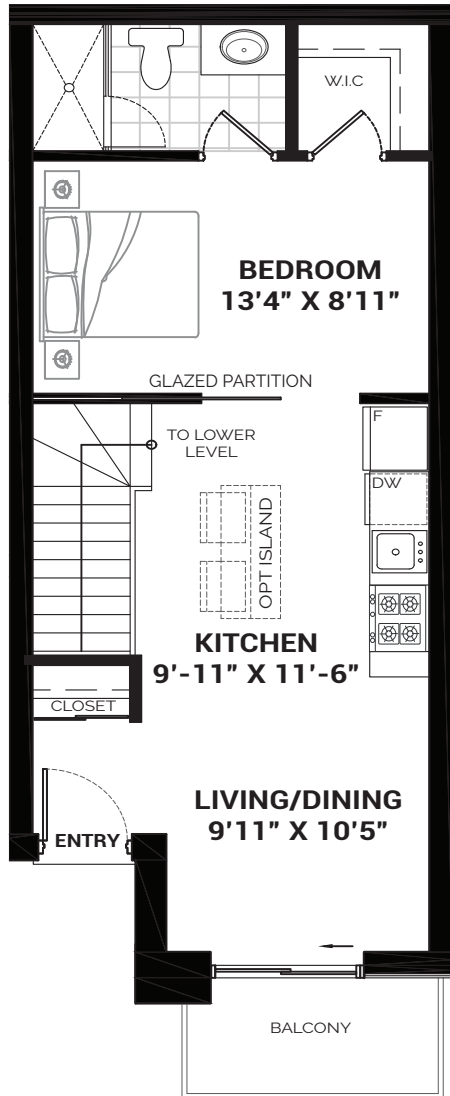 W.I.C
BEDROOM
13'4" X 8'11"
GLAZED PARTITION
TO LOWER
LEVEL
F
DW
OPT ISLAND
KITCHEN
9'-11" X 11'-6"
CLOSET
LIVING/DINING
9'11" X 10'5"
ENTRY
BALCONY